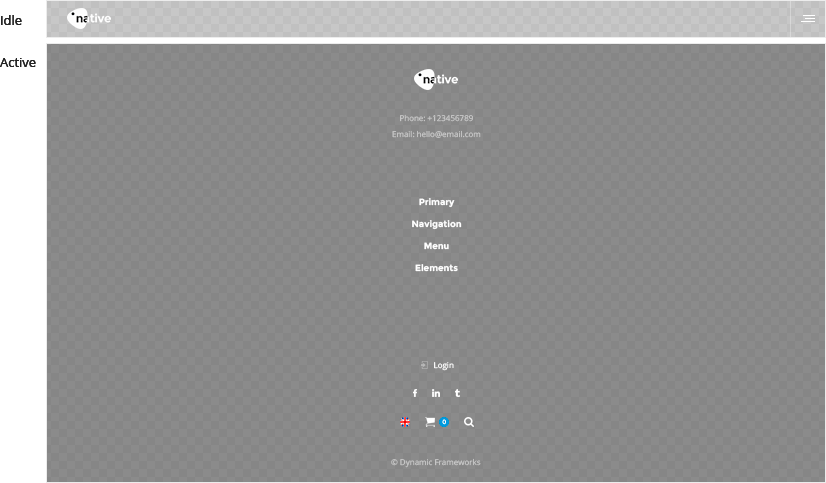 Idle
native
Active
native
Phone: +123456789
Email: hello@email.com
Primary
Navigation
Menu
Elements
Login
f in t
0
© Dynamic Frameworks